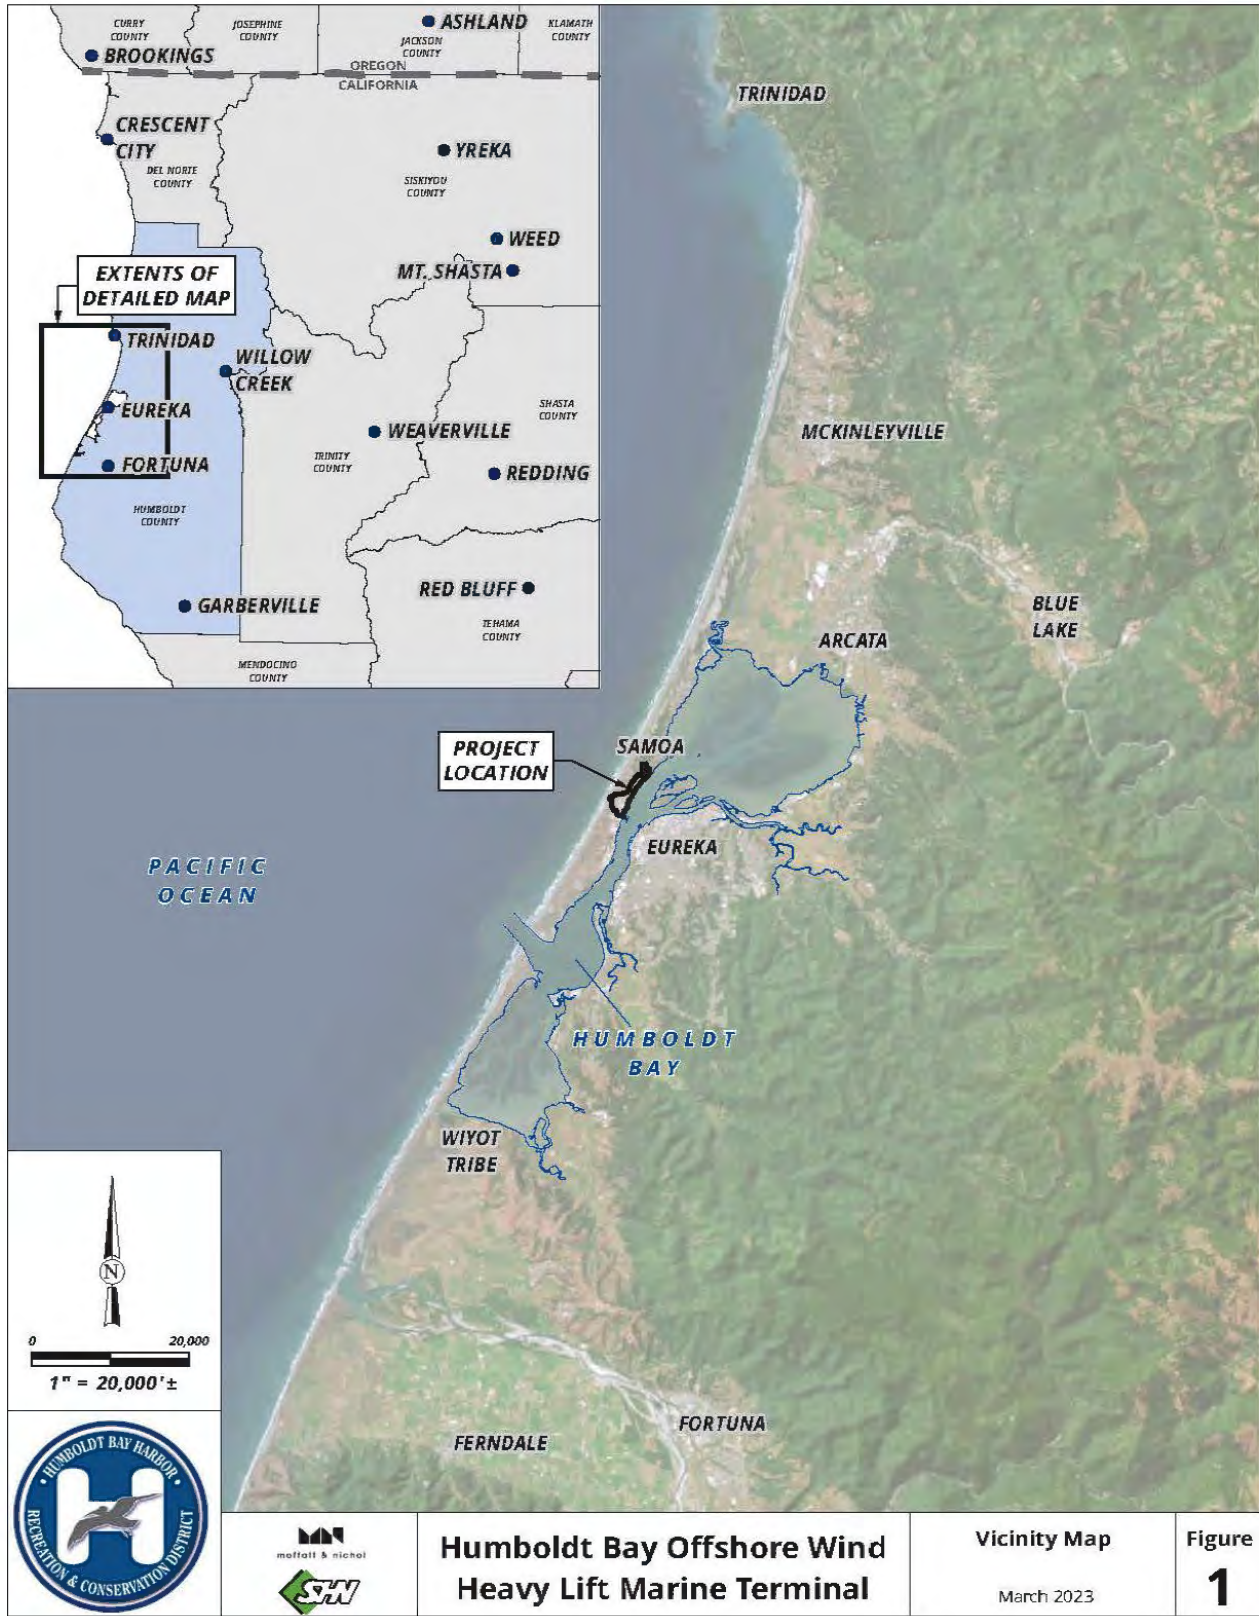 CURRY
COUNTY
JOSEPHINE
COUNTY
ASHLAND
JACKSON
COUNTY
KLAMATH
COUNTY
BROOKINGS
OREGON
CALIFORNIA
CRESCENT
CITY
DEL NORTE
COUNTY
YREKA
SISKIYOU
COUNTY
WEED
MT. SHASTA
EXTENTS OF
DETAILED MAP
TRINIDAD
WILLOW
CREEK
EUREKA
SHASTA
COUNTY
WEAVERVILLE
TRINITY
COUNTY
FORTUNA
REDDING
HUMBOLDT
COUNTY
RED BLUFF
GARBERVILLE
TEHAMA
COUNTY
MENDOCINO
COUNTY
TRINIDAD
MCKINLEYVILLE
BLUE
LAKE
ARCATA
PROJECT
LOCATION
SAMOA
EUREKA
PACIFIC
OCEAN
HUMBOLDT
BAY
WIYOT
TRIBE
FERNDALE
FORTUNA
N
0 20,000
1" = 20,000'±
HUMBOLDT BAY HARBOR
RECREATION & CONSERVATION DISTRICT
H
moffatt & nichol
SHN
Humboldt Bay Offshore Wind
Heavy Lift Marine Terminal
Vicinity Map
March 2023
Figure
1